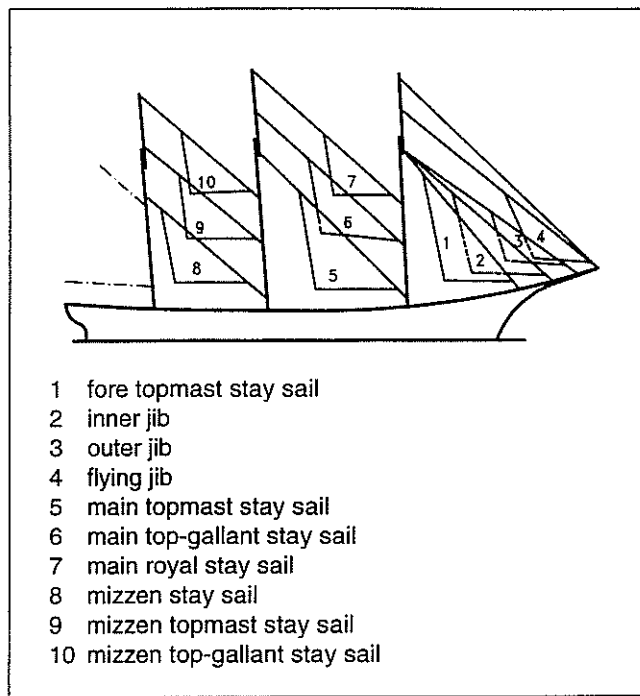 10
7
9
6
8
5
1
2
3
4
1 fore topmast stay sail
2 inner jib
3 outer jib
4 flying jib
5 main topmast stay sail
6 main top-gallant stay sail
7 main royal stay sail
8 mizzen stay sail
9 mizzen topmast stay sail
10 mizzen top-gallant stay sail